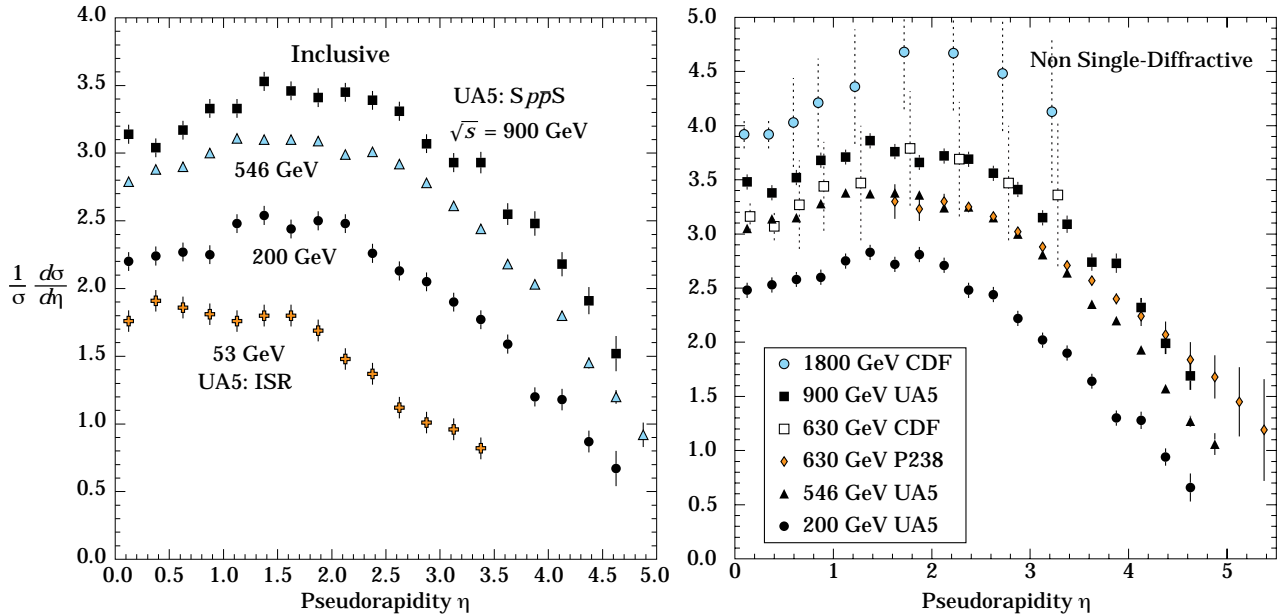 4.0
3.5
3.0
2.5
2.0
1.5
1.0
0.5
0.0
1/σ dσ/dη
Inclusive
UA5: SppS
√s = 900 GeV
546 GeV
200 GeV
53 GeV
UA5: ISR
0.0 0.5 1.0 1.5 2.0 2.5 3.0 3.5 4.0 4.5 5.0
Pseudorapidity η
5.0
4.5
4.0
3.5
3.0
2.5
2.0
1.5
1.0
0.5
0.0
Non Single-Diffractive
1800 GeV CDF
900 GeV UA5
630 GeV CDF
630 GeV P238
546 GeV UA5
200 GeV UA5
0 1 2 3 4 5
Pseudorapidity η